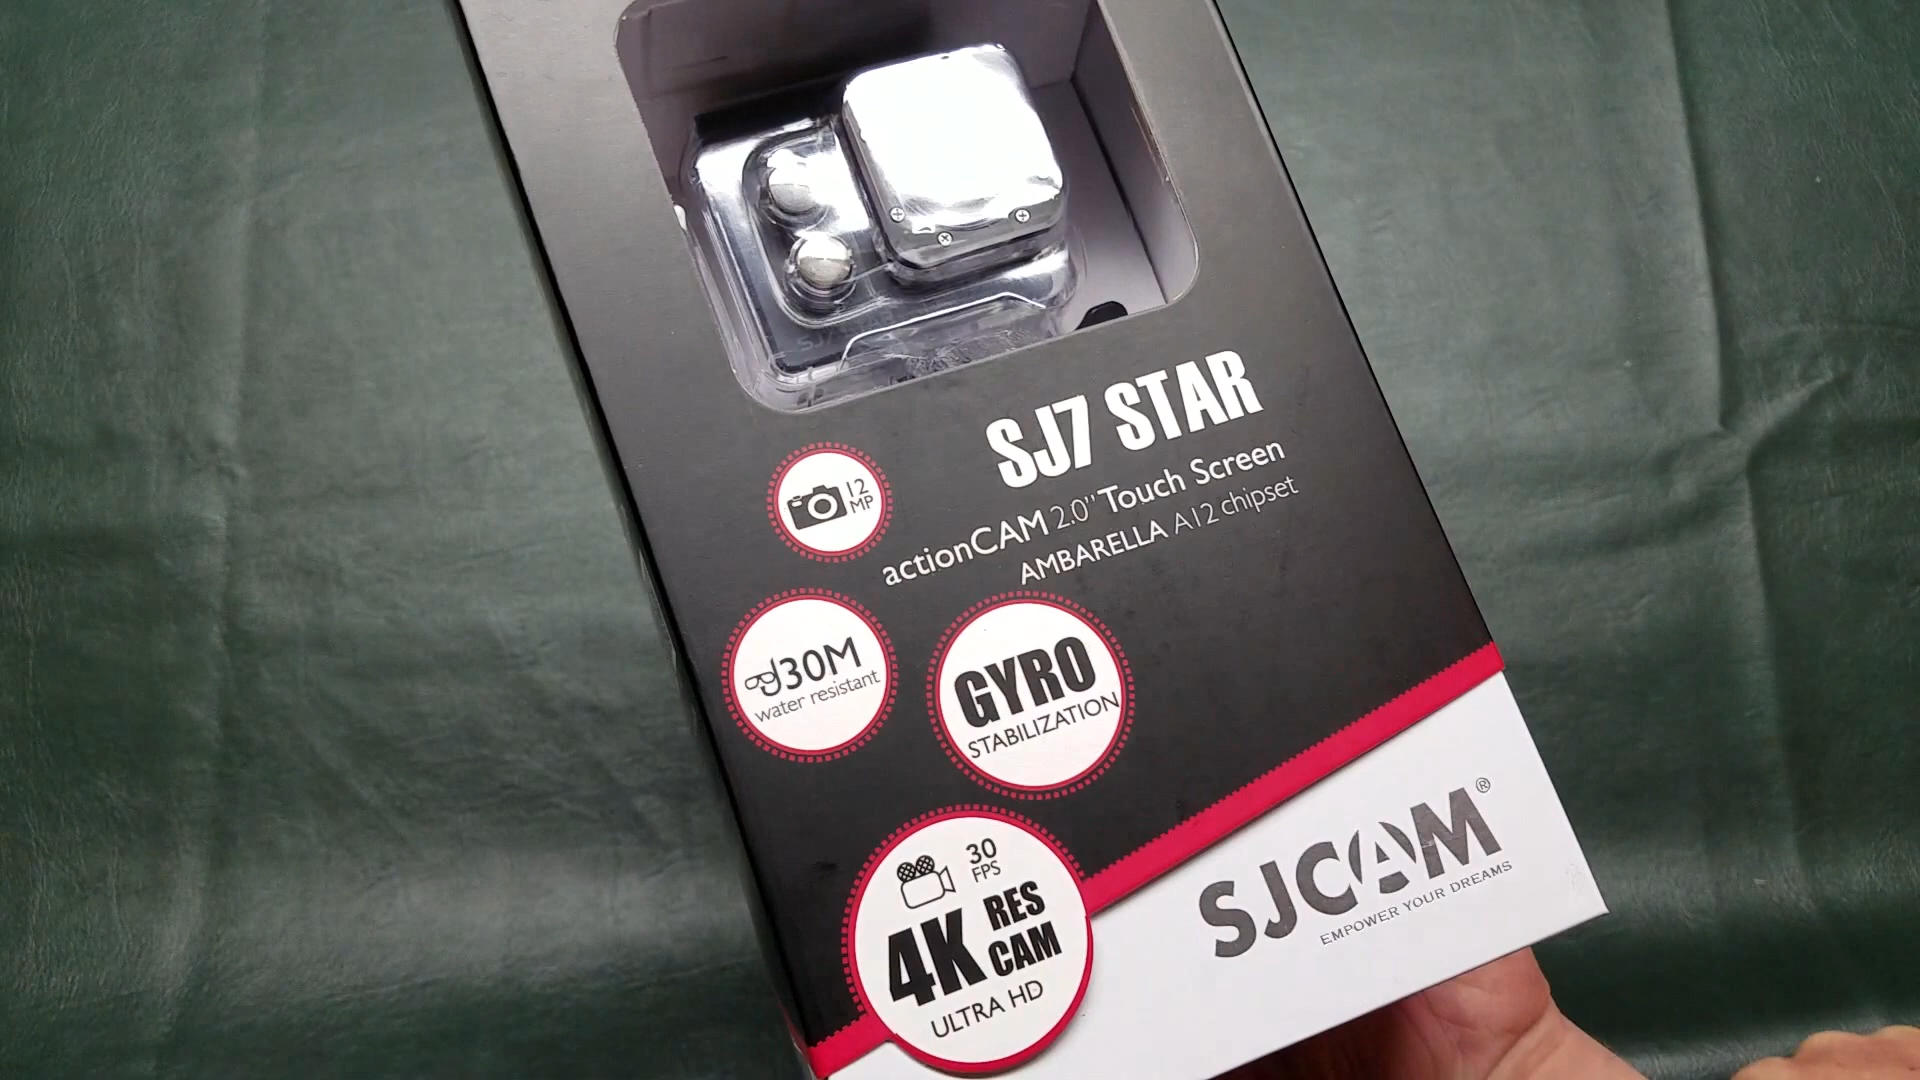 SJ7 STAR
actionCAM 2.0" Touch Screen
AMBARELLA A12 chipset
12
MP
30M
water resistant
GYRO
STABILIZATION
30
FPS
4K RES
CAM
ULTRA HD
SJCAM®
EMPOWER YOUR DREAMS